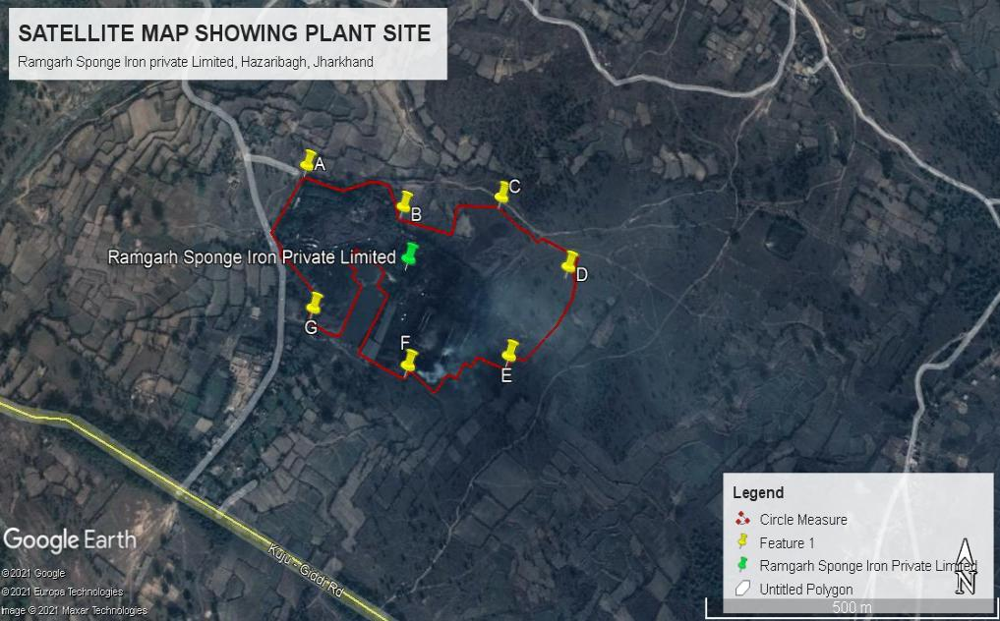 SATELLITE MAP SHOWING PLANT SITE
Ramgarh Sponge Iron private Limited, Hazaribagh, Jharkhand
A
C
B
Ramgarh Sponge Iron Private Limited
D
G
F
E
Legend
Circle Measure
Feature 1
Ramgarh Sponge Iron Private Limited
Untitled Polygon
N
500 m
Google Earth
Kuju - Giddi Rd
©2021 Google
©2021 Europa Technologies
Image © 2021 Maxar Technologies